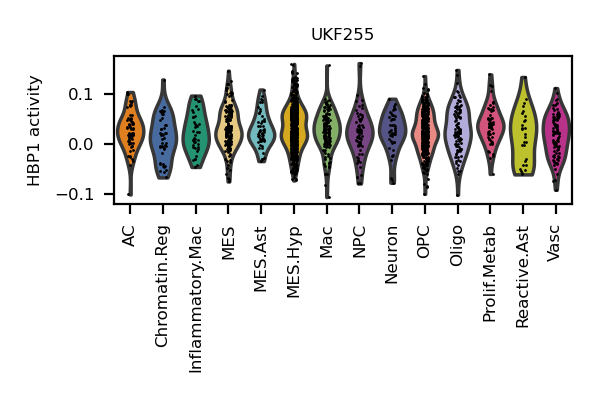 UKF255
HBP1 activity
0.1
0.0
−0.1
AC
Chromatin.Reg
Inflammatory.Mac
MES
MES.Ast
MES.Hyp
Mac
NPC
Neuron
OPC
Oligo
Prolif.Metab
Reactive.Ast
Vasc